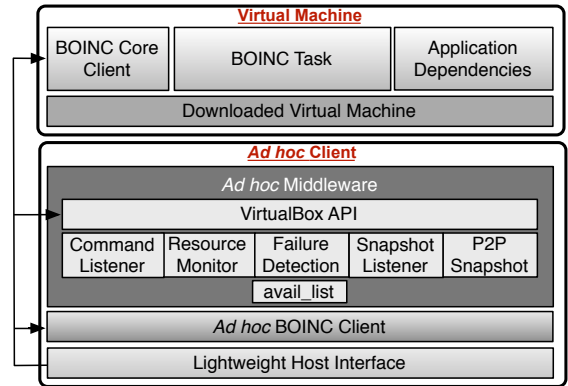 Virtual Machine
BOINC Core Client
BOINC Task
Application Dependencies
Downloaded Virtual Machine
Ad hoc Client
Ad hoc Middleware
VirtualBox API
Command Listener
Resource Monitor
Failure Detection
Snapshot Listener
P2P Snapshot
avail_list
Ad hoc BOINC Client
Lightweight Host Interface